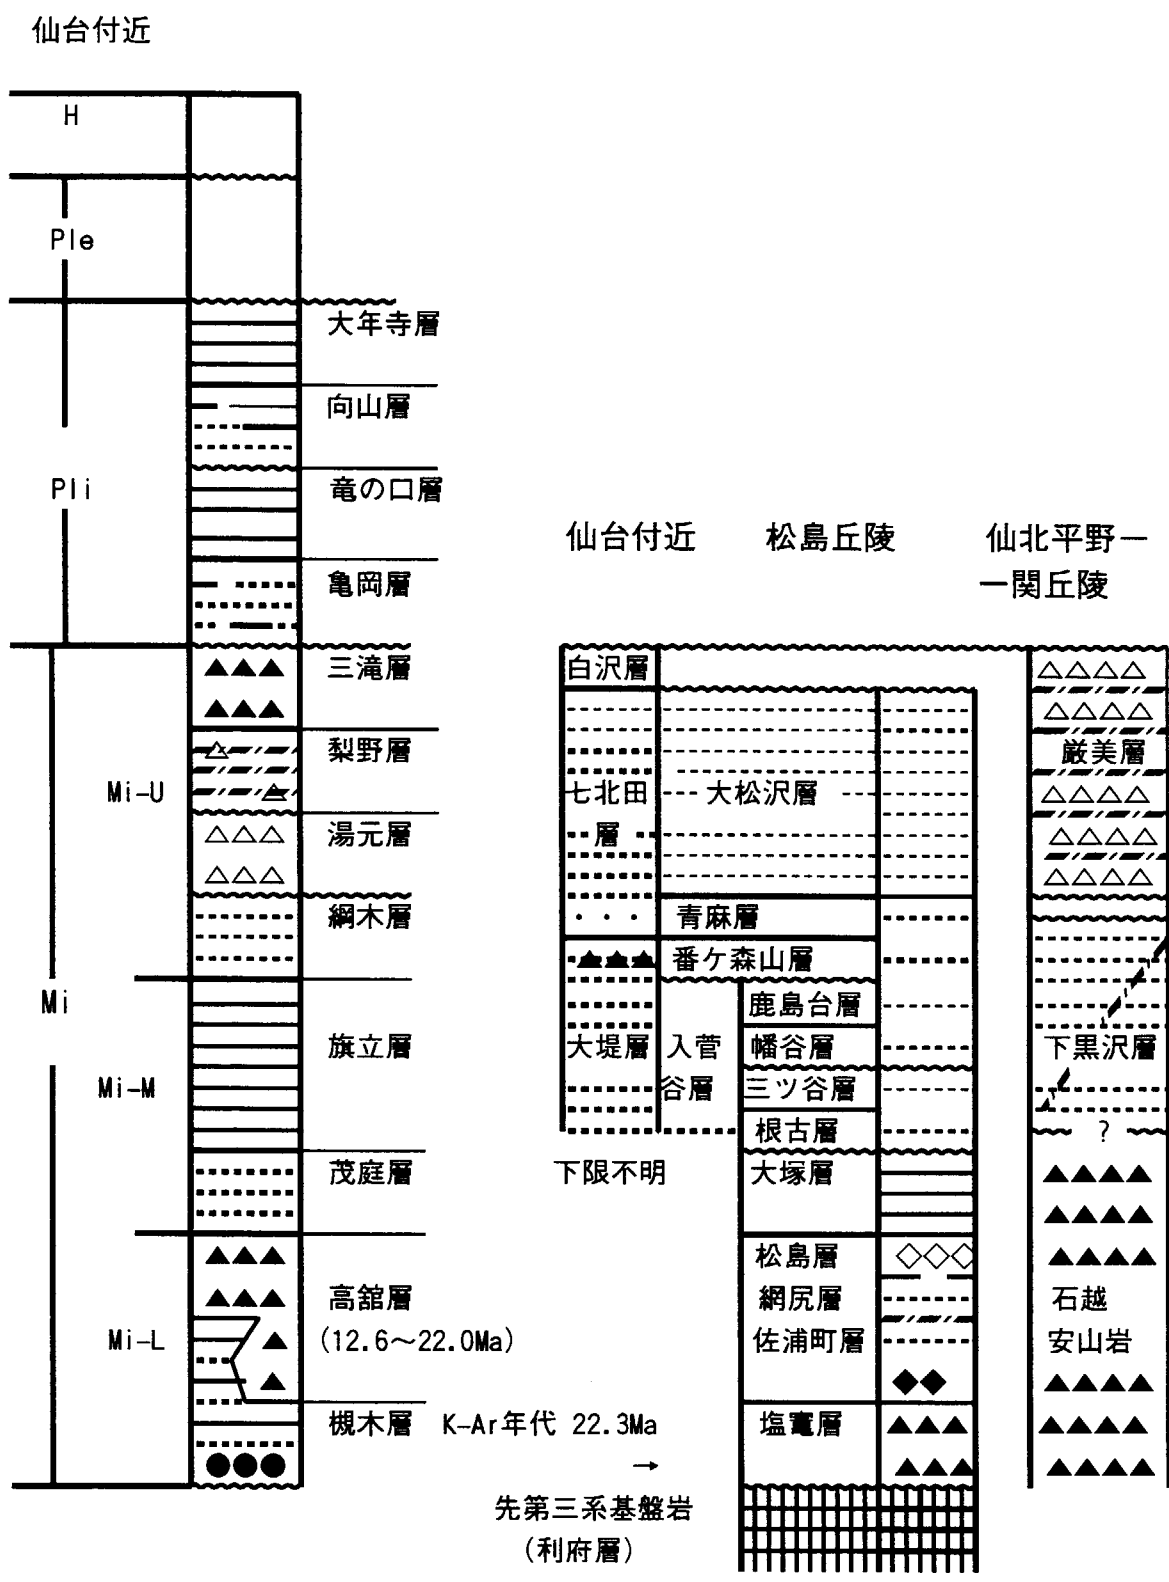 仙台付近
H
Ple
大年寺層
向山層
Pli
竜の口層
亀岡層
三滝層
梨野層
Mi-U
湯元層
綱木層
Mi
旗立層
Mi-M
茂庭層
高舘層
Mi-L
(12.6～22.0Ma)
槻木層
K-Ar年代 22.3Ma
→
先第三系基盤岩
(利府層)
仙台付近
松島丘陵
仙北平野ー
一関丘陵
白沢層
七北田
層
大松沢層
青麻層
番ケ森山層
鹿島台層
大堤層
入菅
谷層
幡谷層
三ツ谷層
根古層
下限不明
大塚層
松島層
網尻層
佐浦町層
塩竈層
厳美層
下黒沢層
?
石越
安山岩